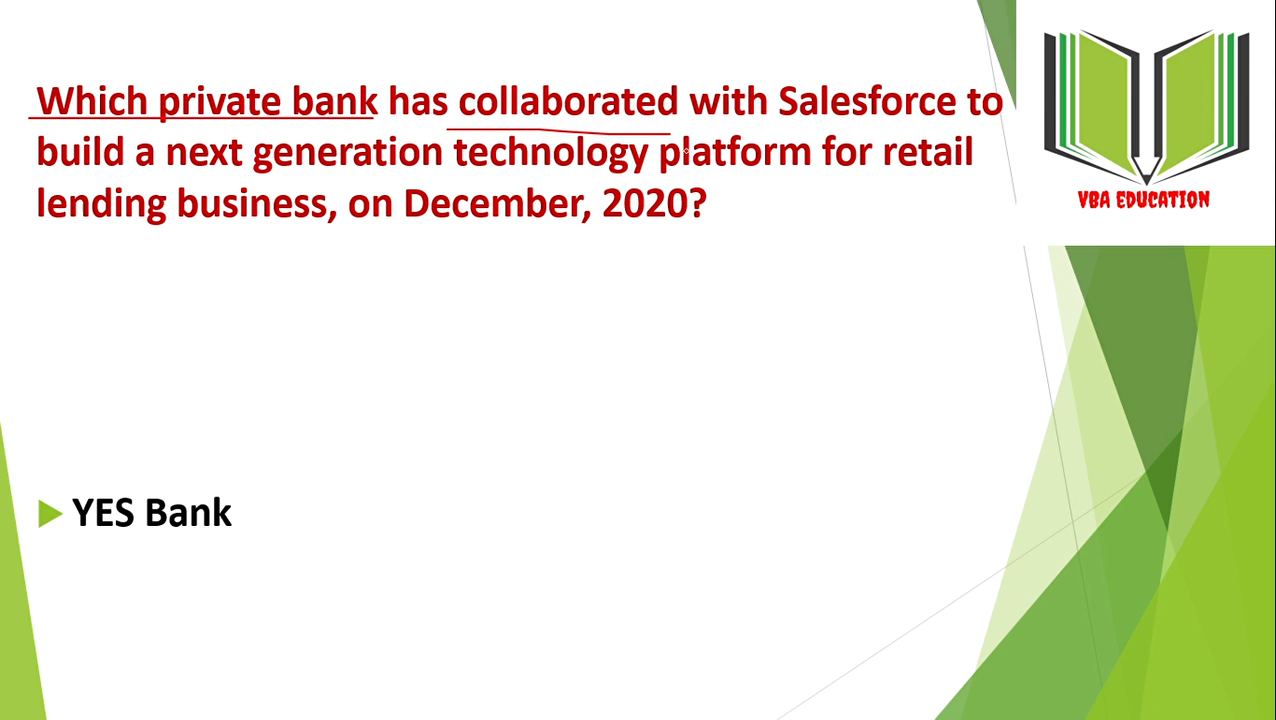 Which private bank has collaborated with Salesforce to
build a next generation technology platform for retail
lending business, on December, 2020?
VBA EDUCATION
YES Bank